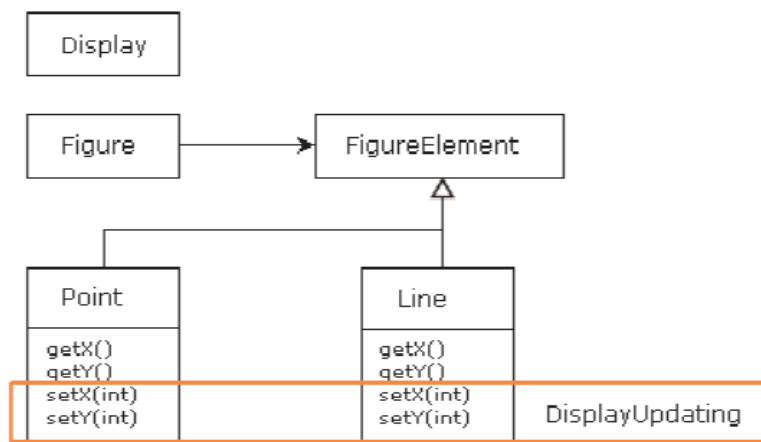 Display
Figure
FigureElement
Point
getX()
getY()
setX(int)
setY(int)
Line
getX()
getY()
setX(int)
setY(int)
DisplayUpdating